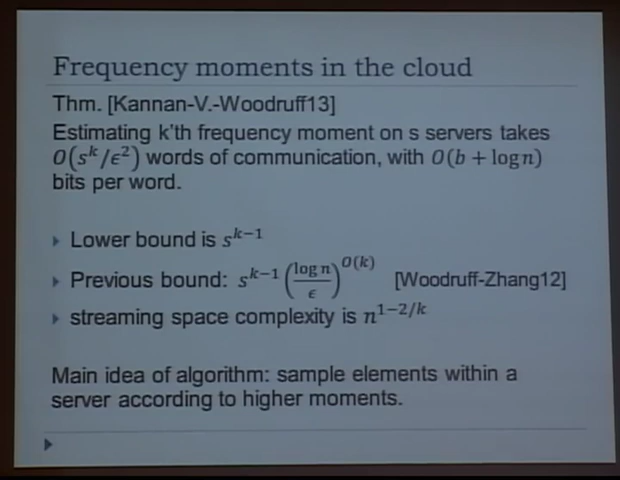 Frequency moments in the cloud
Thm. [Kannan-V.-Woodruff13]
Estimating k'th frequency moment on s servers takes
O(s^k/ϵ^2) words of communication, with O(b + log n)
bits per word.
Lower bound is s^{k−1}
Previous bound: s^{k−1} (log n / ϵ)^{O(k)} [Woodruff-Zhang12]
streaming space complexity is n^{1−2/k}
Main idea of algorithm: sample elements within a
server according to higher moments.